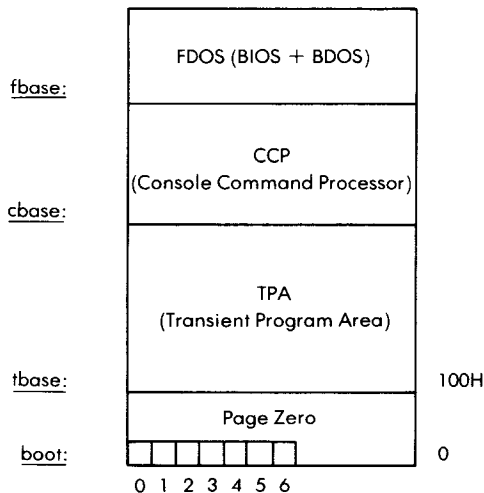 FDOS (BIOS + BDOS)
fbase:
CCP
(Console Command Processor)
cbase:
TPA
(Transient Program Area)
tbase:
100H
Page Zero
boot:
0
0 1 2 3 4 5 6